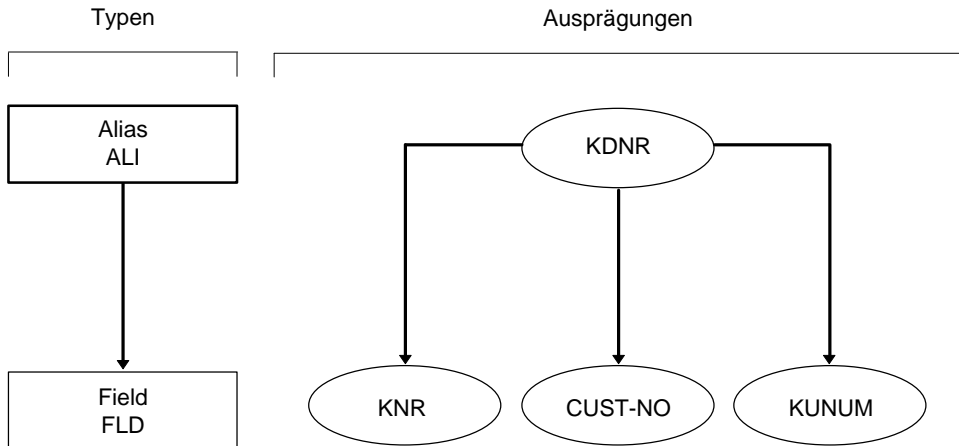 Typen
Ausprägungen
Alias
ALI
KDNR
Field
FLD
KNR
CUST-NO
KUNUM